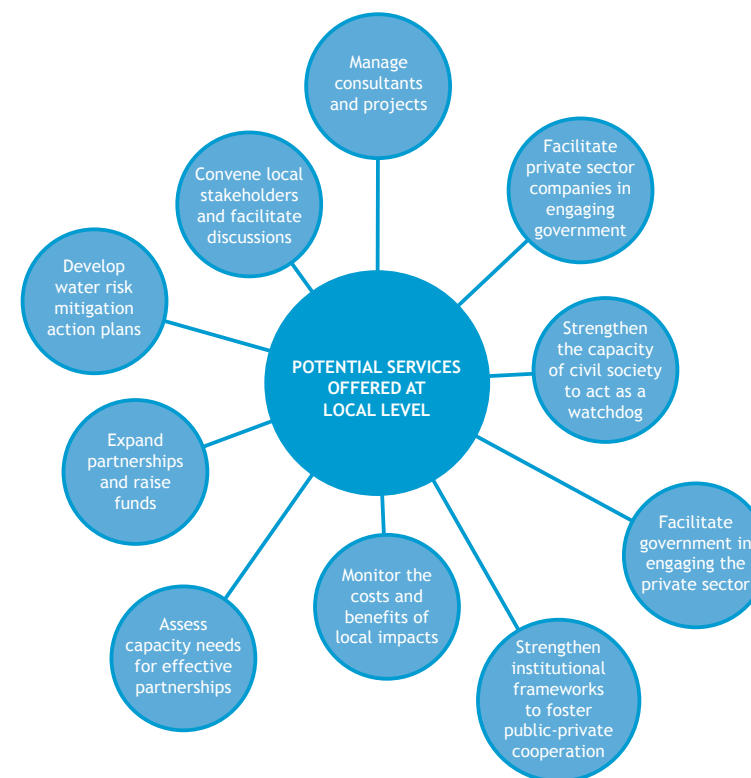 Manage
consultants
and projects
Facilitate
private sector
companies in
engaging
government
Convene local
stakeholders
and facilitate
discussions
Develop
water risk
mitigation
action plans
Strengthen
the capacity
of civil society
to act as a
watchdog
POTENTIAL SERVICES
OFFERED AT
LOCAL LEVEL
Expand
partnerships
and raise
funds
Facilitate
government in
engaging the
private sector
Monitor the
costs and
benefits of
local impacts
Assess
capacity needs
for effective
partnerships
Strengthen
institutional
frameworks
to foster
public-private
cooperation